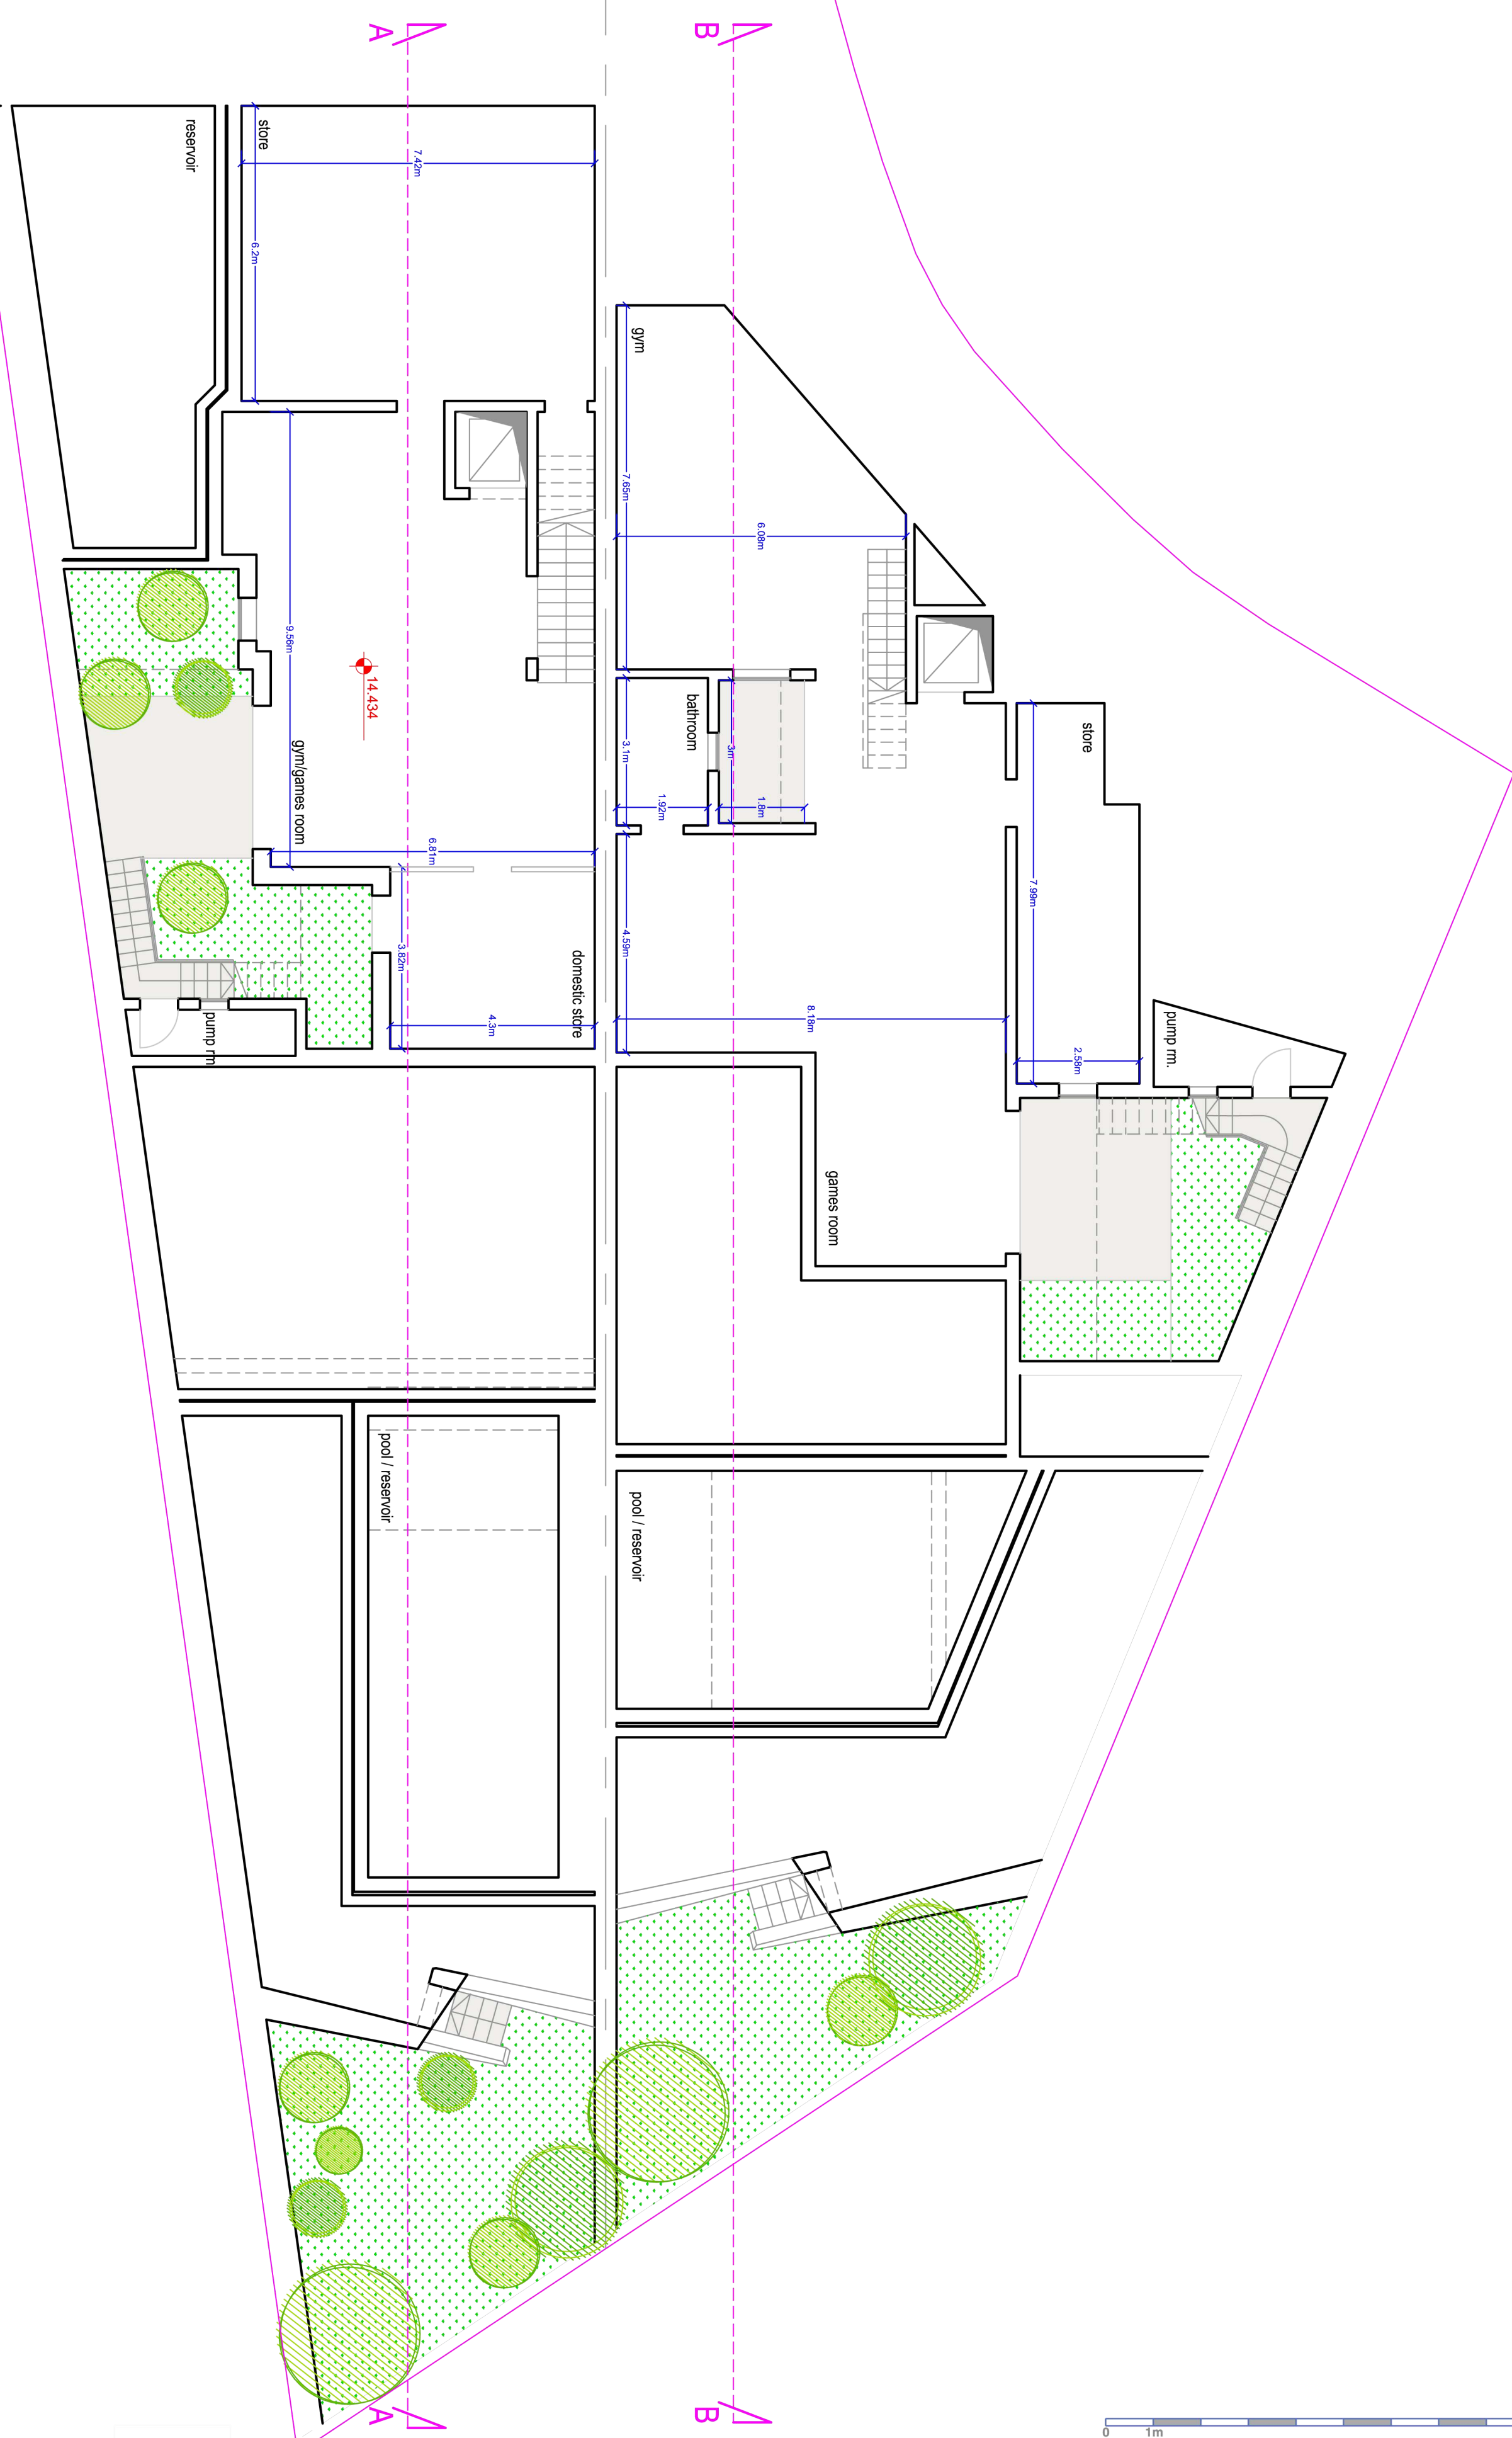 A
B
reservoir
store
7.42m
6.2m
gym
7.65m
6.08m
9.56m
14.434
gym/games room
bathroom
3.1m
3m
1.92m
1.8m
store
7.99m
6.81m
3.82m
domestic store
4.59m
4.3m
8.18m
2.58m
pump rm
pump rm.
games room
pool / reservoir
pool / reservoir
A
B
0 1m